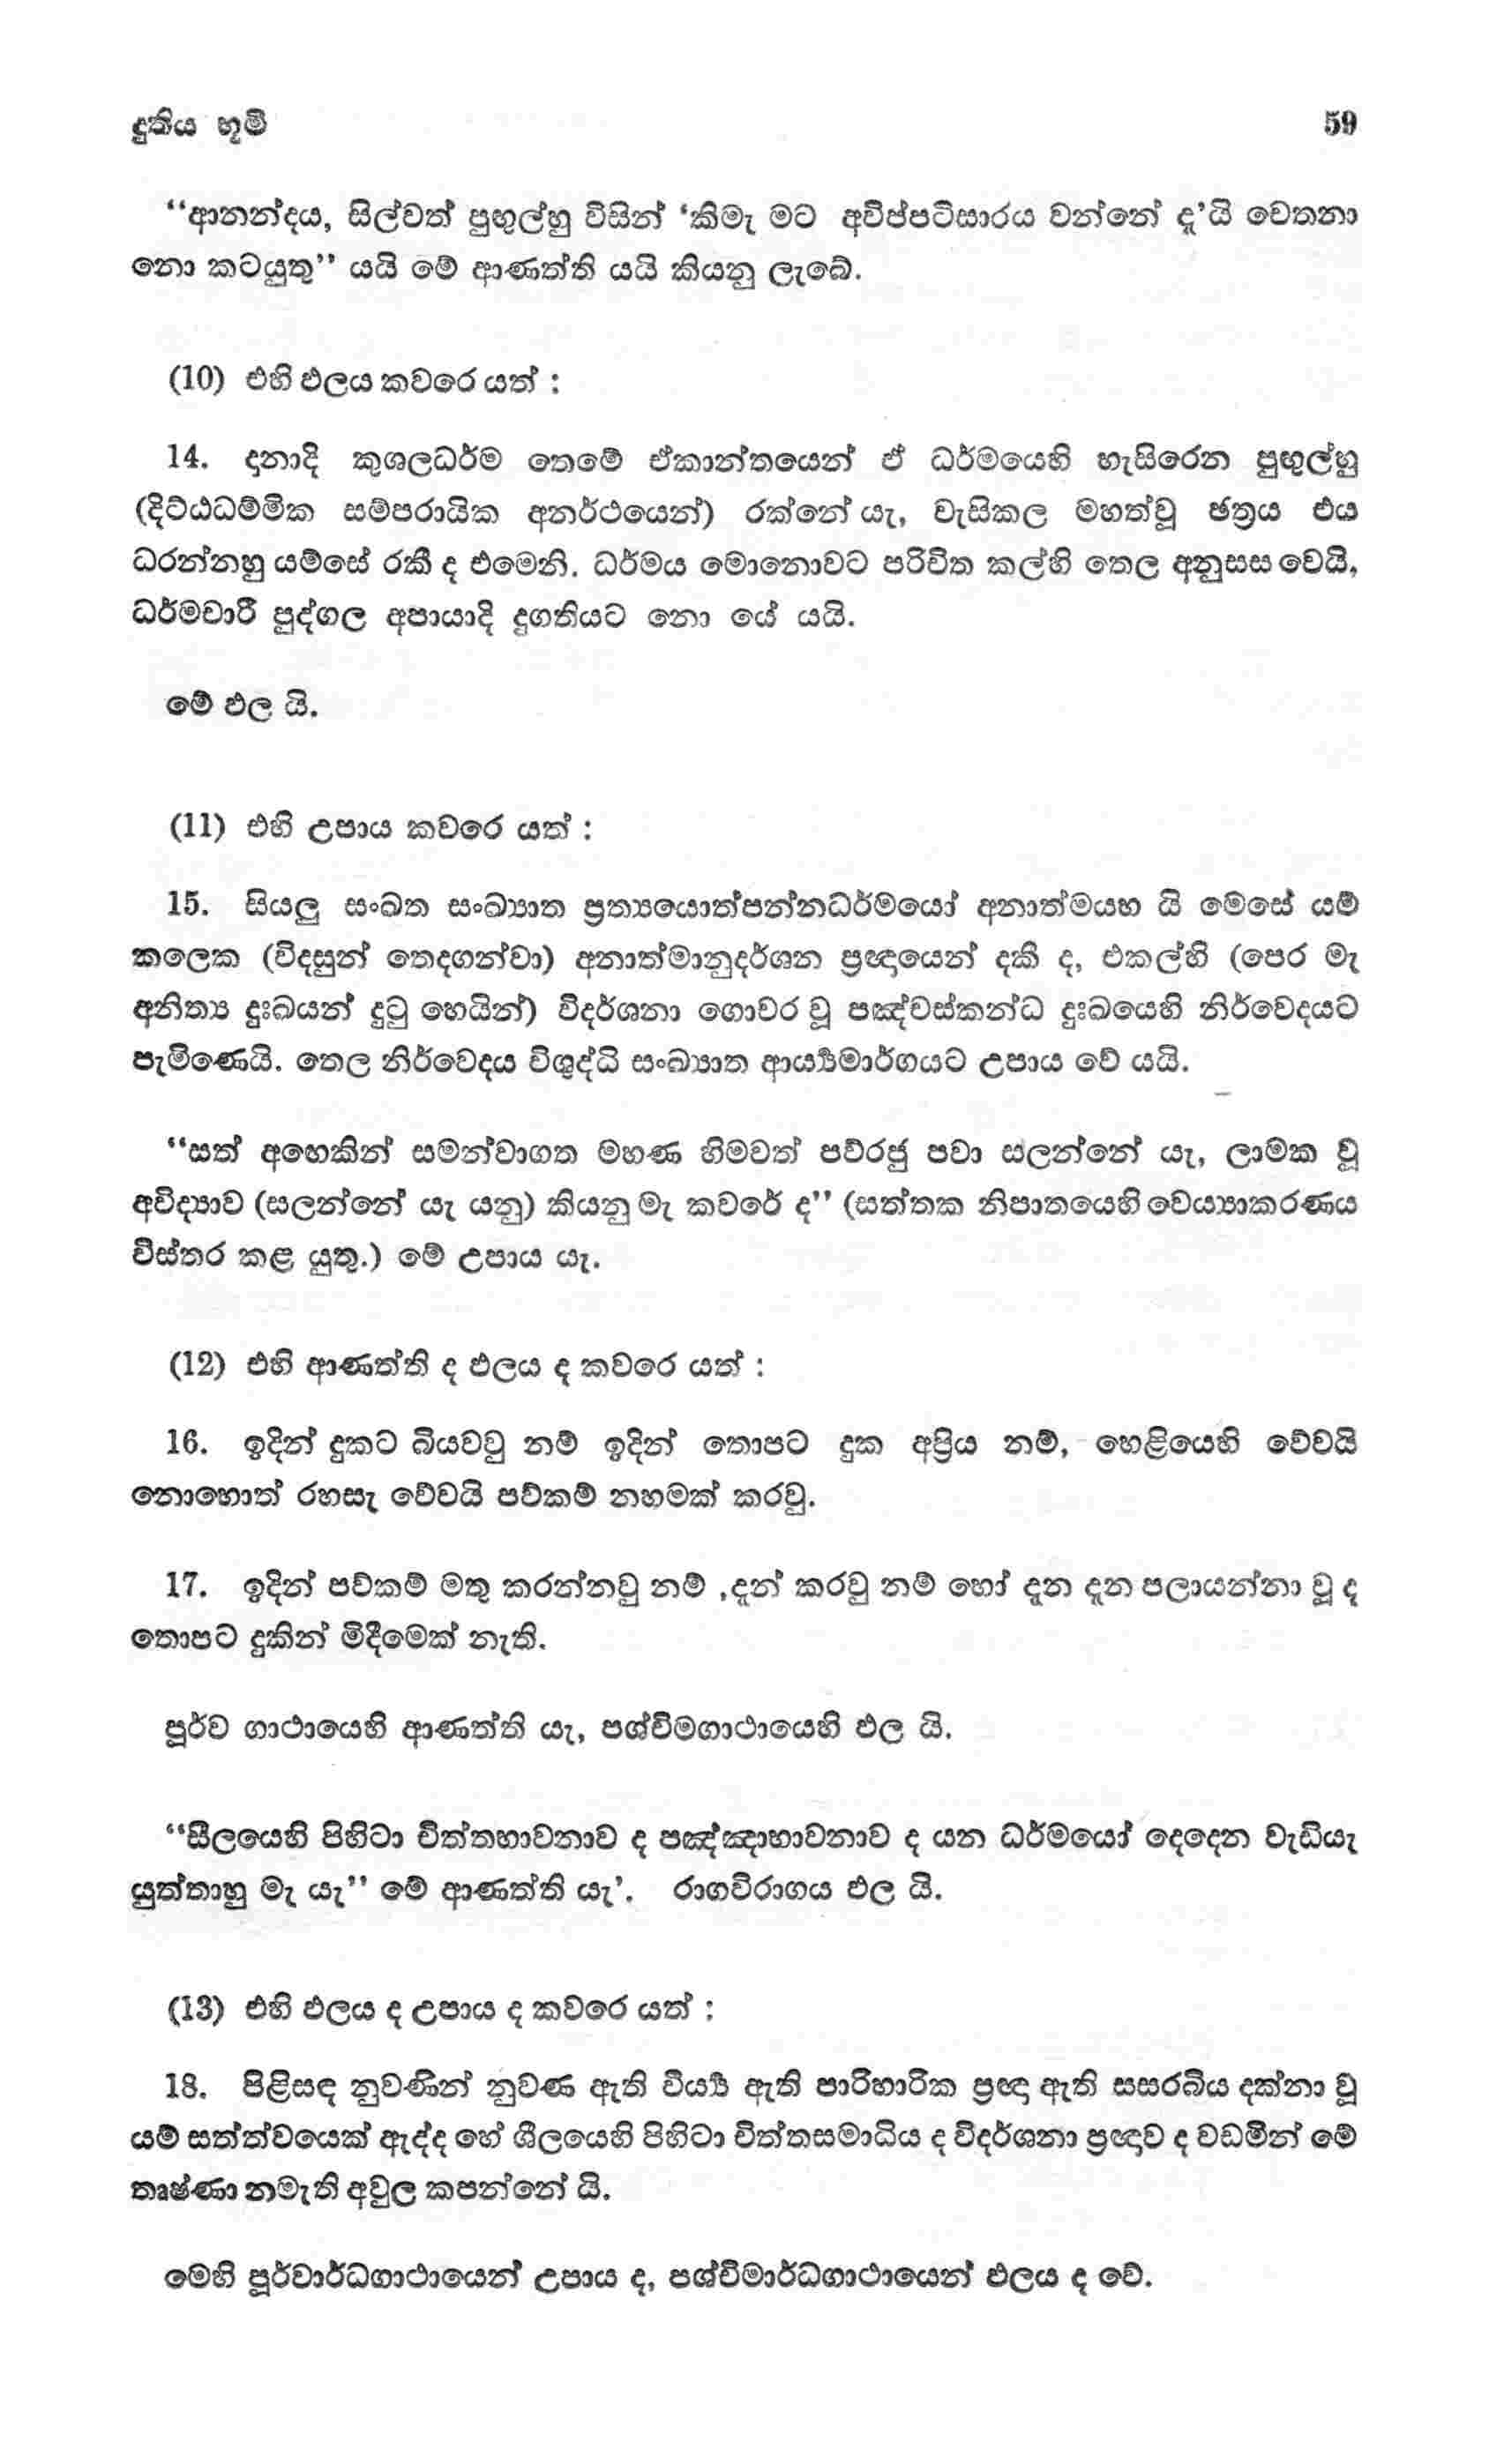 දුතිය භූමි 59
“ආනන්දය, සිල්වත් පුඟුල්හු විසින් ‘කිමැ මට අවිප්පටිසාරය වන්නේ දැ’යි චෙතනා
නො කටයුතු” යයි මේ ආණත්ති යයි කියනු ලැබේ.
(10) එහි ඵලය කවරෙ යත් :
14. දානාදි කුශලධර්ම තෙමේ ඒකාන්තයෙන් ඒ ධර්මයෙහි හැසිරෙන පුඟුල්හු
(දිට්ඨධම්මික සම්පරායික අනර්ථයෙන්) රක්නේ යැ, වැසිකල මහත්වූ ඡත්‍රය එය
ධරන්නහු යම්සේ රකී ද එමෙනි. ධර්මය මොනොවට පරිචිත කල්හි තෙල අනුසස වෙයි,
ධර්මචාරී පුද්ගල අපායාදි දුගතියට නො යේ යයි.
මේ ඵල යි.
(11) එහි උපාය කවරෙ යත් :
15. සියලු සංඛත සංඛ්‍යාත ප්‍රත්‍යයොත්පන්නධර්මයෝ අනාත්මයහ යි මෙසේ යම්
කලෙක (විදසුන් තෙදගන්වා) අනාත්මානුදර්ශන ප්‍රඥායෙන් දකී ද, එකල්හි (පෙර මැ
අනිත්‍ය දුඃඛයන් දුටු හෙයින්) විදර්ශනා ගොචර වූ පඤ්චස්කන්ධ දුඃඛයෙහි නිර්වෙදයට
පැමිණෙයි. තෙල නිර්වෙදය විශුද්ධි සංඛ්‍යාත ආර්‍ය්‍යමාර්ගයට උපාය වේ යයි.
“සත් අඟෙකින් සමන්වාගත මහණ හිමවත් පව්රජු පවා සලන්නේ යැ, ලාමක වූ
අවිද්‍යාව (සලන්නේ යැ යනු) කියනු මැ කවරේ ද” (සත්තක නිපාතයෙහි වෙය්‍යාකරණය
විස්තර කළ යුතු.) මේ උපාය යැ.
(12) එහි ආණත්ති ද ඵලය ද කවරෙ යත් :
16. ඉදින් දුකට බියවවු නම් ඉදින් තොපට දුක අප්‍රිය නම්, හෙළියෙහි වේවයි
නොහොත් රහසැ වේවයි පව්කම් නහමක් කරවු.
17. ඉදින් පව්කම් මතු කරන්නවු නම් ,දැන් කරවු නම් හෝ දැන දැන පලායන්නා වූ ද
තොපට දුකින් මිදීමෙක් නැති.
පූර්ව ගාථායෙහි ආණත්ති යැ, පශ්චිමගාථායෙහි ඵල යි.
“සීලයෙහි පිහිටා චිත්තභාවනාව ද පඤ්ඤාභාවනාව ද යන ධර්මයෝ දෙදෙන වැඩියැ
යුත්තාහු මැ යැ” මේ ආණත්ති යැ’. රාගවිරාගය ඵල යි.
(13) එහි ඵලය ද උපාය ද කවරෙ යත් :
18. පිළිසඳ නුවණින් නුවණ ඇති වීර්‍ය්‍ය ඇති පාරිහාරික ප්‍රඥා ඇති සසරබිය දක්නා වූ
යම් සත්ත්වයෙක් ඇද්ද හේ ශීලයෙහි පිහිටා චිත්තසමාධිය ද විදර්ශනා ප්‍රඥාව ද වඩමින් මේ
තෘෂ්ණා නමැති අවුල කපන්නේ යි.
මෙහි පූර්වාර්ධගාථායෙන් උපාය ද, පශ්චිමාර්ධගාථායෙන් ඵලය ද වේ.